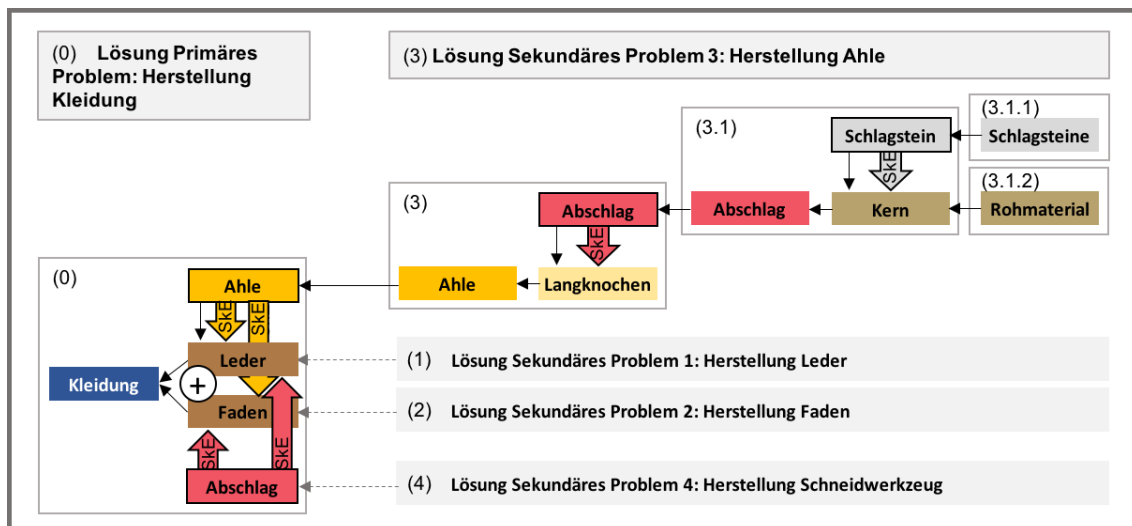 (0) Lösung Primäres
Problem: Herstellung
Kleidung
(3) Lösung Sekundäres Problem 3: Herstellung Ahle
(3.1.1)
Schlagsteine
(3.1)
Schlagstein
SkE
(3.1.2)
Rohmaterial
Kern
Abschlag
(3)
Abschlag
SkE
Langknochen
Ahle
(0)
Ahle
SkE
SkE
Leder
+
Kleidung
Faden
SkE
SkE
Abschlag
(1) Lösung Sekundäres Problem 1: Herstellung Leder
(2) Lösung Sekundäres Problem 2: Herstellung Faden
(4) Lösung Sekundäres Problem 4: Herstellung Schneidwerkzeug